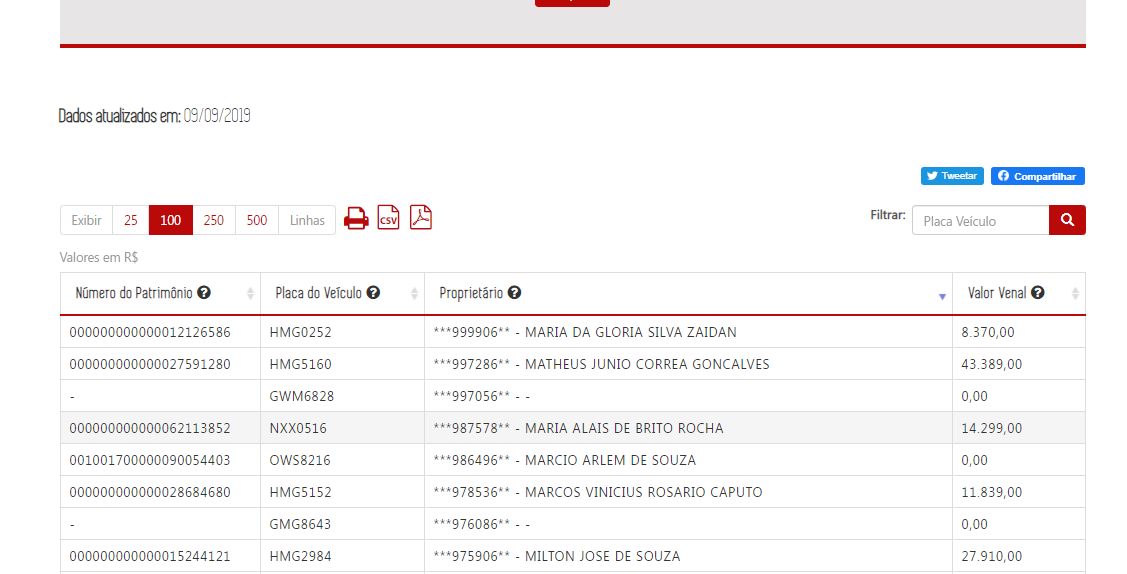 Dados atualizados em: 09/09/2019
Tweetar Compartilhar
Exibir 25 100 250 500 Linhas CSV Filtrar: Placa Veículo
Valores em R$
Número do Patrimônio ? Placa do Veículo ? Proprietário ? Valor Venal ?
000000000000012126586 HMG0252 ***999906** - MARIA DA GLORIA SILVA ZAIDAN 8.370,00
000000000000027591280 HMG5160 ***997286** - MATHEUS JUNIO CORREA GONCALVES 43.389,00
- GWM6828 ***997056** - - 0,00
000000000000062113852 NXX0516 ***987578** - MARIA ALAIS DE BRITO ROCHA 14.299,00
001001700000090054403 OWS8216 ***986496** - MARCIO ARLEM DE SOUZA 0,00
000000000000028684680 HMG5152 ***978536** - MARCOS VINICIUS ROSARIO CAPUTO 11.839,00
- GMG8643 ***976086** - - 0,00
000000000000015244121 HMG2984 ***975906** - MILTON JOSE DE SOUZA 27.910,00